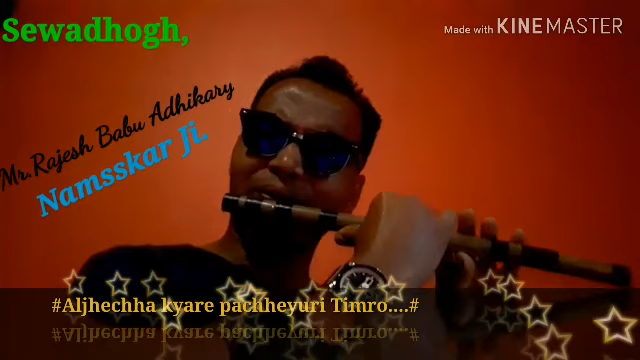 Sewadhogh,
Made with KINEMASTER
Mr.Rajesh Babu Adhikary
Namsskar Ji.
#Aljhechha kyare pachheyuri Timro....#